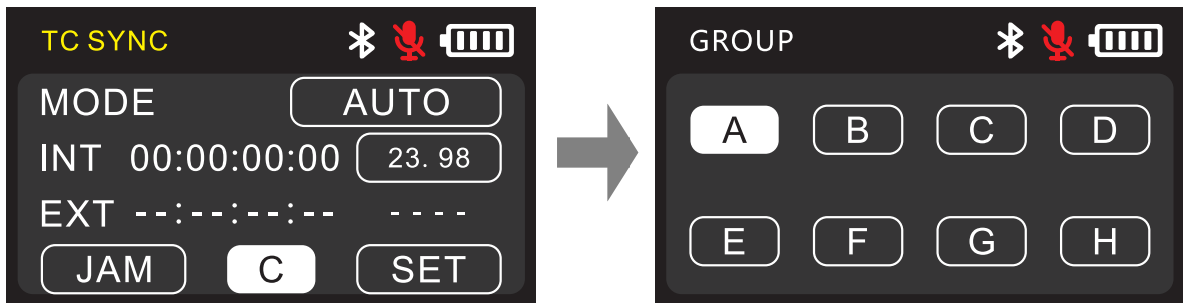 TC SYNC
MODE AUTO
INT 00:00:00:00 23. 98
EXT --:--:--:-- ----
JAM C SET
GROUP
A B C D
E F G H